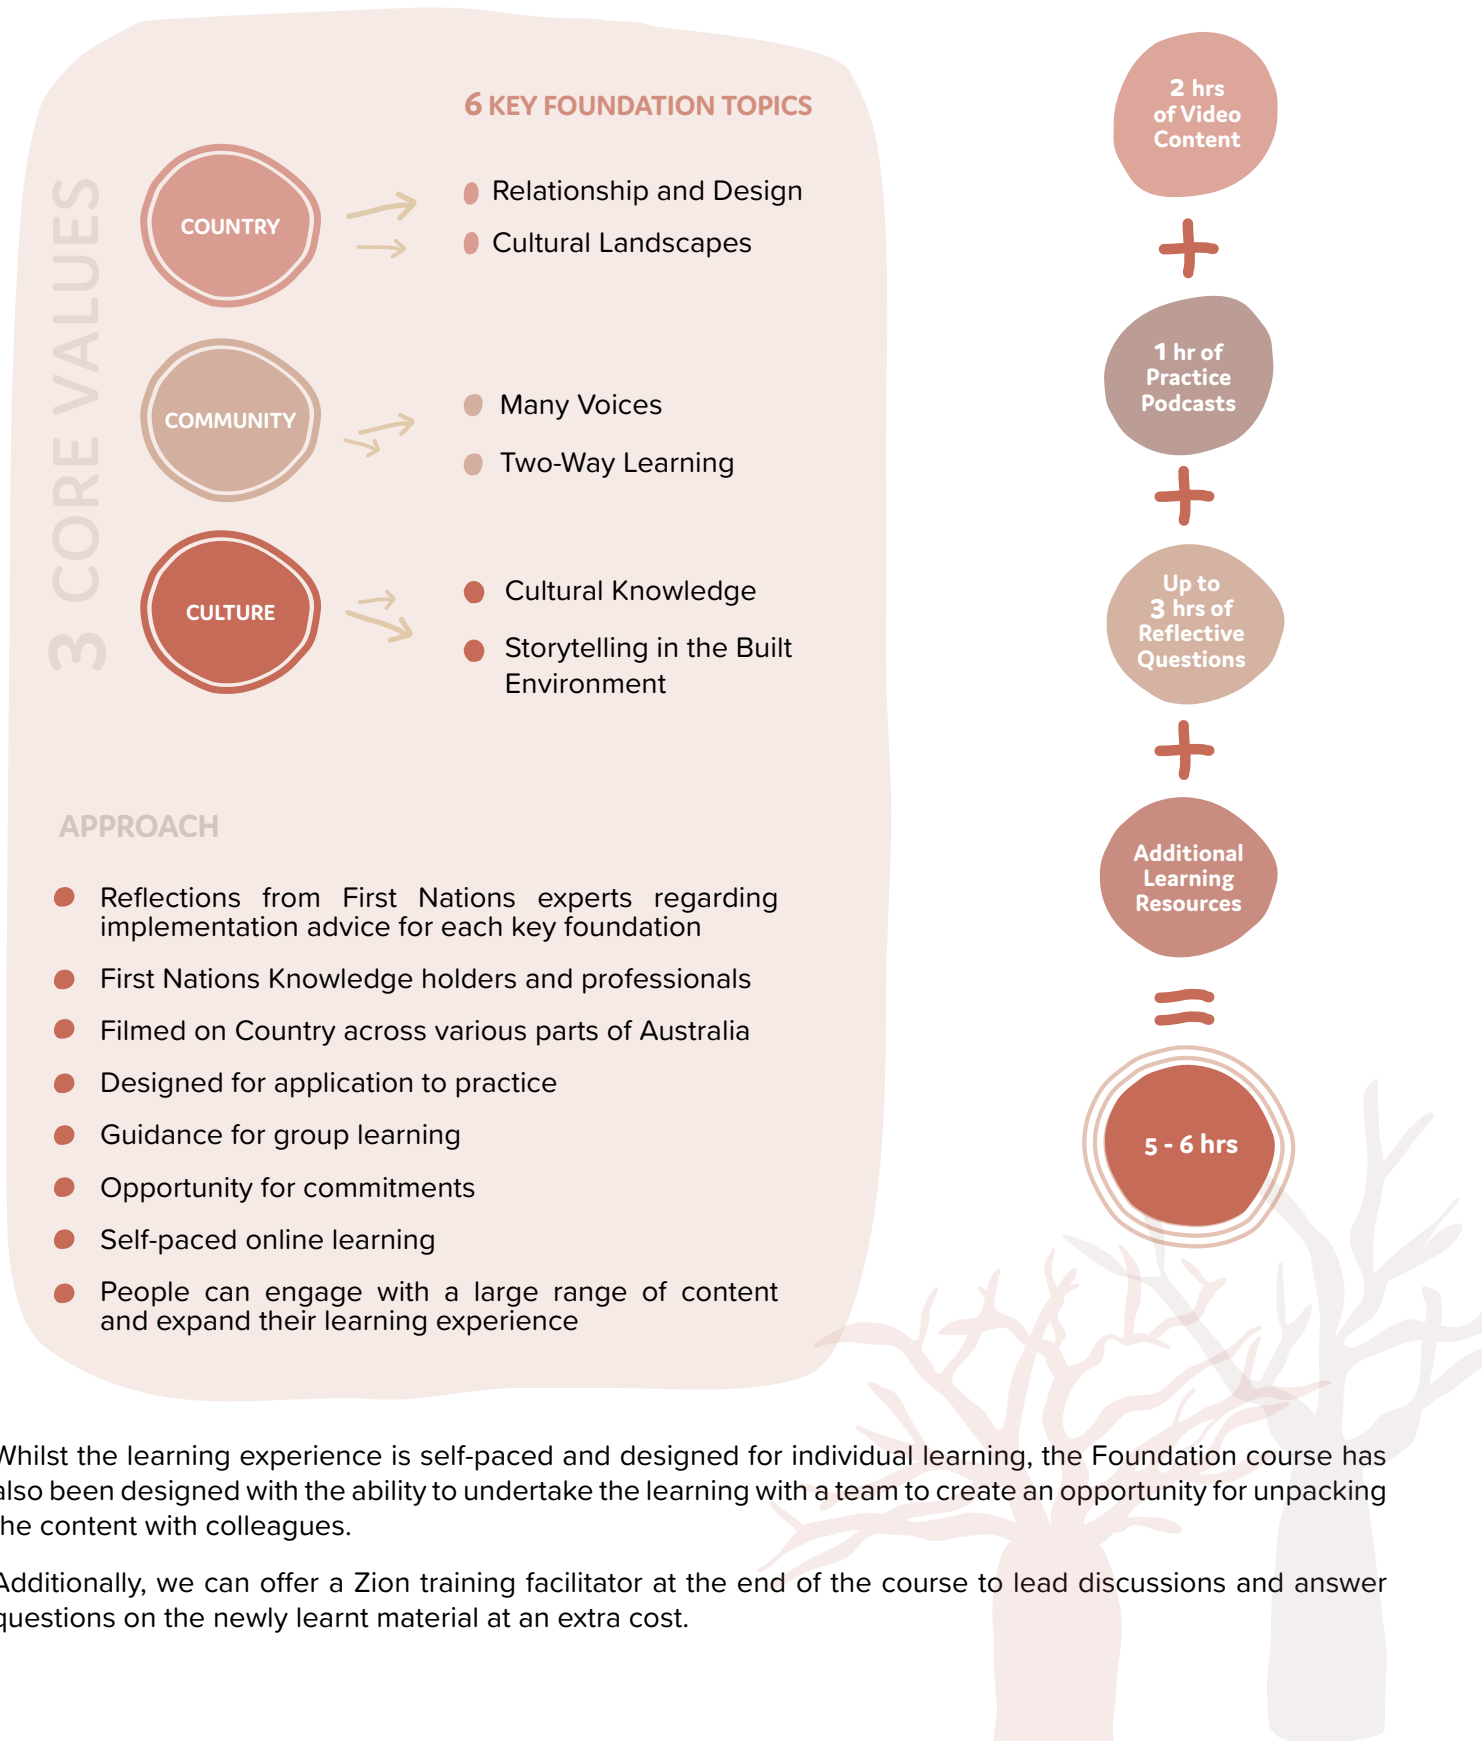 3 CORE VALUES
6 KEY FOUNDATION TOPICS
COUNTRY
Relationship and Design
Cultural Landscapes
COMMUNITY
Many Voices
Two-Way Learning
CULTURE
Cultural Knowledge
Storytelling in the Built
Environment
APPROACH
Reflections from First Nations experts regarding
implementation advice for each key foundation
First Nations Knowledge holders and professionals
Filmed on Country across various parts of Australia
Designed for application to practice
Guidance for group learning
Opportunity for commitments
Self-paced online learning
People can engage with a large range of content
and expand their learning experience
2 hrs
of Video
Content
+
1 hr of
Practice
Podcasts
+
Up to
3 hrs of
Reflective
Questions
+
Additional
Learning
Resources
=
5 - 6 hrs
Whilst the learning experience is self-paced and designed for individual learning, the Foundation course has
also been designed with the ability to undertake the learning with a team to create an opportunity for unpacking
the content with colleagues.
Additionally, we can offer a Zion training facilitator at the end of the course to lead discussions and answer
questions on the newly learnt material at an extra cost.